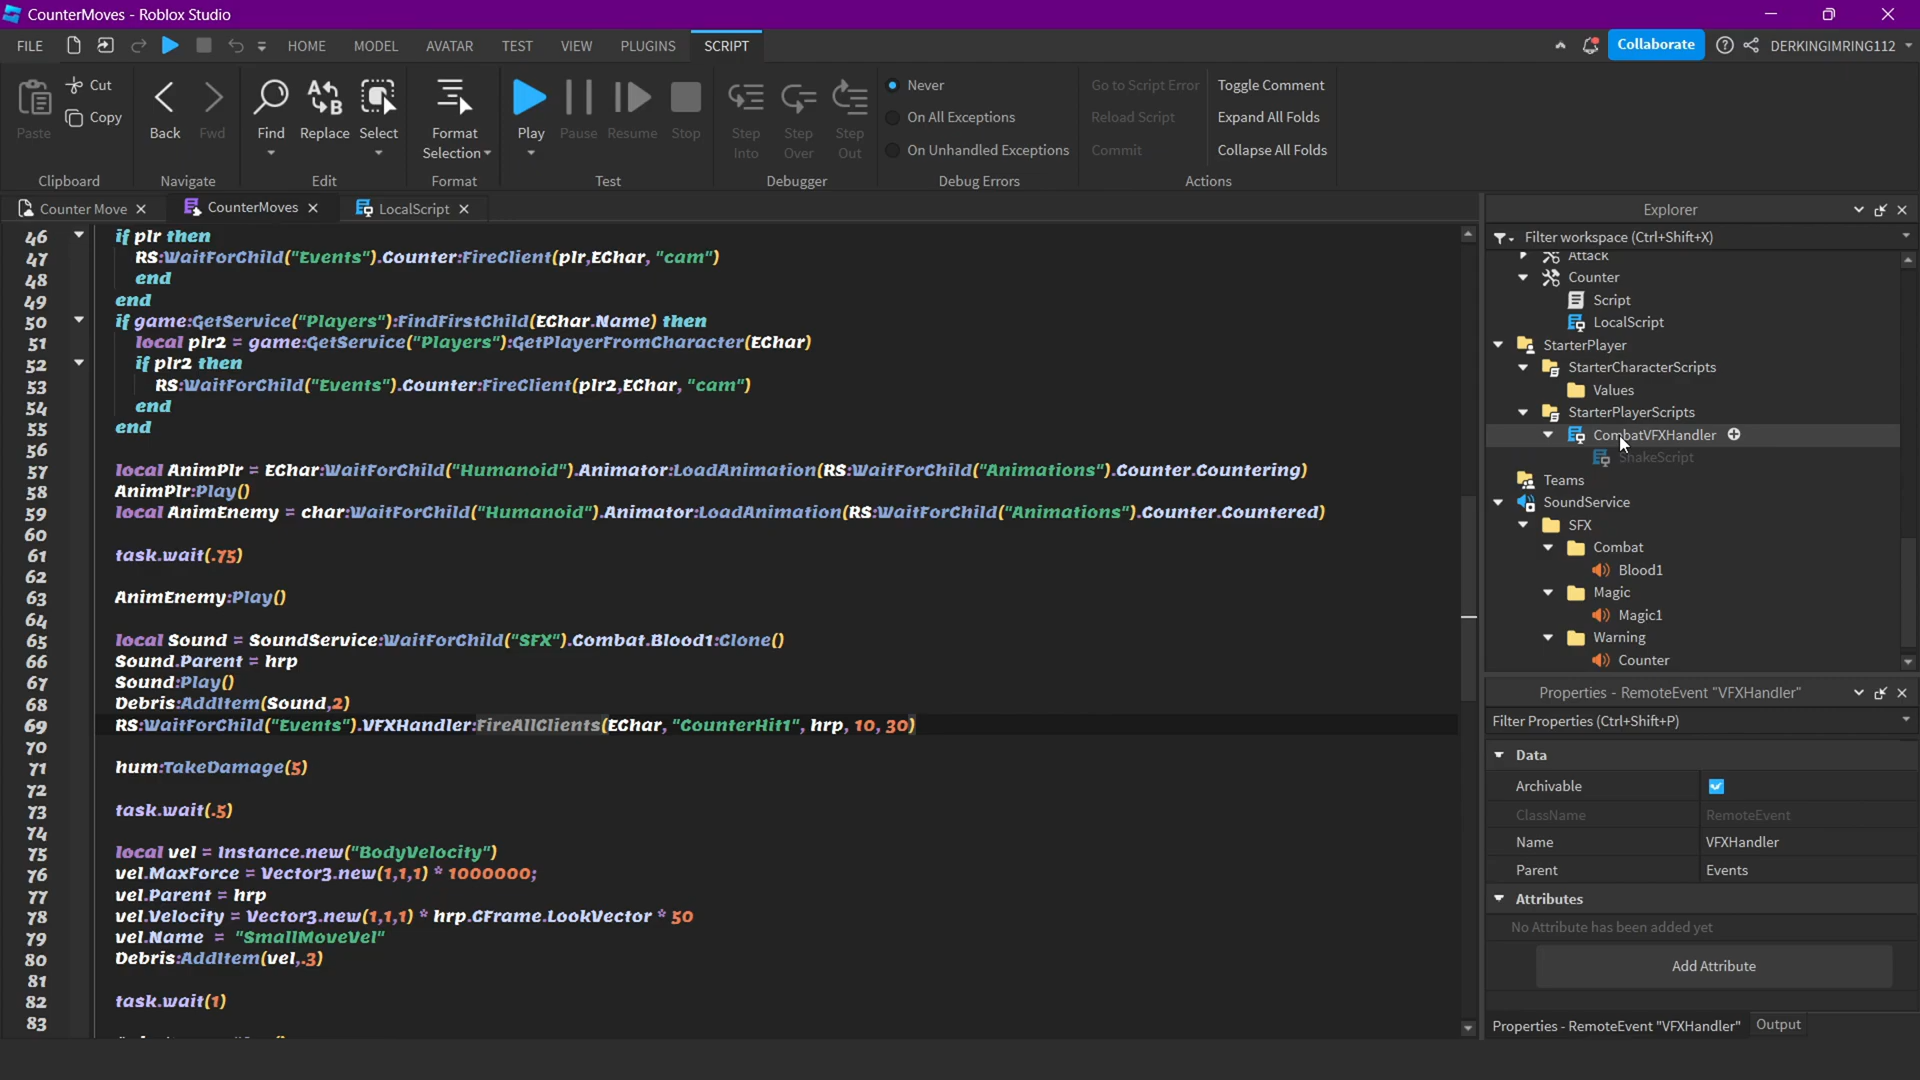 CounterMoves - Roblox Studio
FILE HOME MODEL AVATAR TEST VIEW PLUGINS SCRIPT Collaborate DERKINGIMRING112
Paste Cut Copy Back Fwd Find Replace Select Format Selection Play Pause Resume Stop Step Into Step Over Step Out
Never Go to Script Error Toggle Comment
On All Exceptions Reload Script Expand All Folds
On Unhandled Exceptions Commit Collapse All Folds
Clipboard Navigate Edit Format Test Debugger Debug Errors Actions
Counter Move CounterMoves LocalScript
46 if plr then
47 RS:WaitForChild("Events").Counter:FireClient(plr,EChar, "cam")
48 end
49 end
50 if game:GetService("Players"):FindFirstChild(EChar.Name) then
51 local plr2 = game:GetService("Players"):GetPlayerFromCharacter(EChar)
52 if plr2 then
53 RS:WaitForChild("Events").Counter:FireClient(plr2,EChar, "cam")
54 end
55 end
56
57 local AnimPlr = EChar:WaitForChild("Humanoid").Animator:LoadAnimation(RS:WaitForChild("Animations").Counter.Countering)
58 AnimPlr:Play()
59 local AnimEnemy = char:WaitForChild("Humanoid").Animator:LoadAnimation(RS:WaitForChild("Animations").Counter.Countered)
60
61 task.wait(.75)
62
63 AnimEnemy:Play()
64
65 local Sound = SoundService:WaitForChild("SFX").Combat.Blood1:Clone()
66 Sound.Parent = hrp
67 Sound:Play()
68 Debris:AddItem(Sound,2)
69 RS:WaitForChild("Events").VFXHandler:FireAllClients(EChar, "CounterHit1", hrp, 10, 30)
70
71 hum:TakeDamage(5)
72
73 task.wait(.5)
74
75 local vel = Instance.new("BodyVelocity")
76 vel.MaxForce = Vector3.new(1,1,1) * 1000000;
77 vel.Parent = hrp
78 vel.Velocity = Vector3.new(1,1,1) * hrp.CFrame.LookVector * 50
79 vel.Name = "SmallMoveVel"
80 Debris:AddItem(vel,.3)
81
82 task.wait(1)
83
Explorer
Filter workspace (Ctrl+Shift+X)
Attack
Counter
Script
LocalScript
StarterPlayer
StarterCharacterScripts
Values
StarterPlayerScripts
CombatVFXHandler
ShakeScript
Teams
SoundService
SFX
Combat
Blood1
Magic
Magic1
Warning
Counter
Properties - RemoteEvent "VFXHandler"
Filter Properties (Ctrl+Shift+P)
Data
Archivable
ClassName RemoteEvent
Name VFXHandler
Parent Events
Attributes
No Attribute has been added yet
Add Attribute
Properties - RemoteEvent "VFXHandler" Output